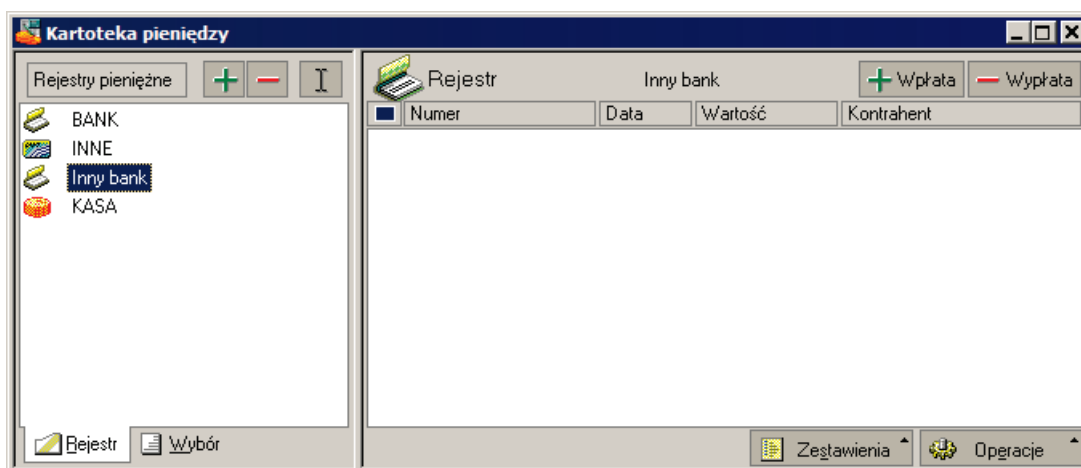 Kartoteka pieniędzy
Rejestry pieniężne
Rejestr Inny bank Wpłata Wypłata
Numer Data Wartość Kontrahent
BANK
INNE
Inny bank
KASA
Rejestr Wybór
Zestawienia Operacje